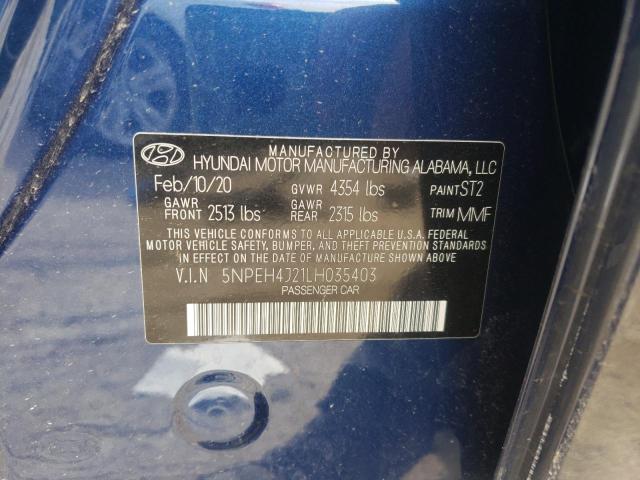 MANUFACTURED BY
HYUNDAI MOTOR MANUFACTURING ALABAMA, LLC
Feb/10/20 GVWR 4354 lbs PAINT ST2
GAWR FRONT 2513 lbs GAWR REAR 2315 lbs TRIM MMF
THIS VEHICLE CONFORMS TO ALL APPLICABLE U.S.A. FEDERAL
MOTOR VEHICLE SAFETY, BUMPER, AND THEFT PREVENTION STANDARDS
IN EFFECT ON THE DATE OF MANUFACTURE SHOWN ABOVE.
V.I.N 5NPEH4J21LH035403
PASSENGER CAR